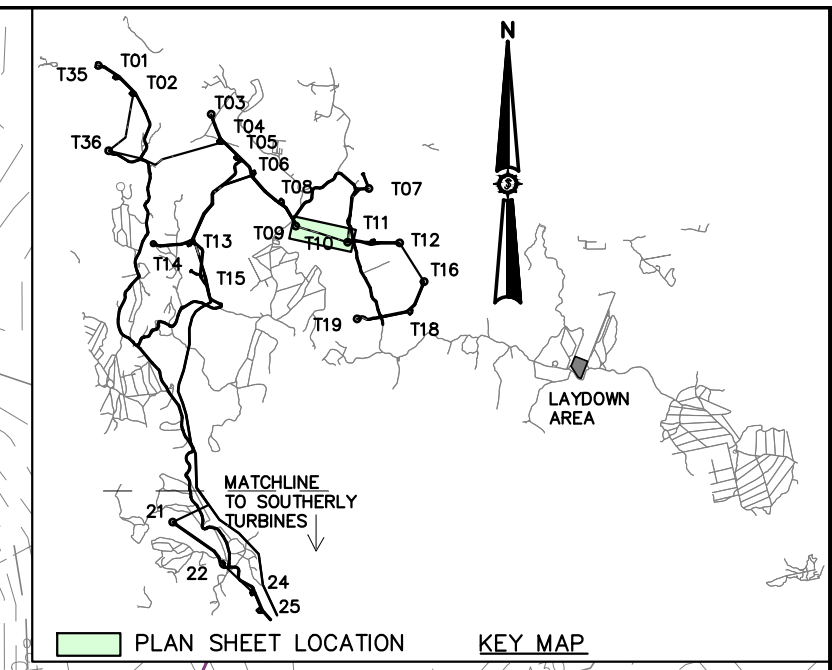 N
T35
T01
T02
T03
T36
T04
T05
T06
T08
T07
T09
T10
T11
T12
T13
T14
T15
T16
T19
T18
LAYDOWN
AREA
MATCHLINE
TO SOUTHERLY
TURBINES
21
22
24
25
PLAN SHEET LOCATION
KEY MAP